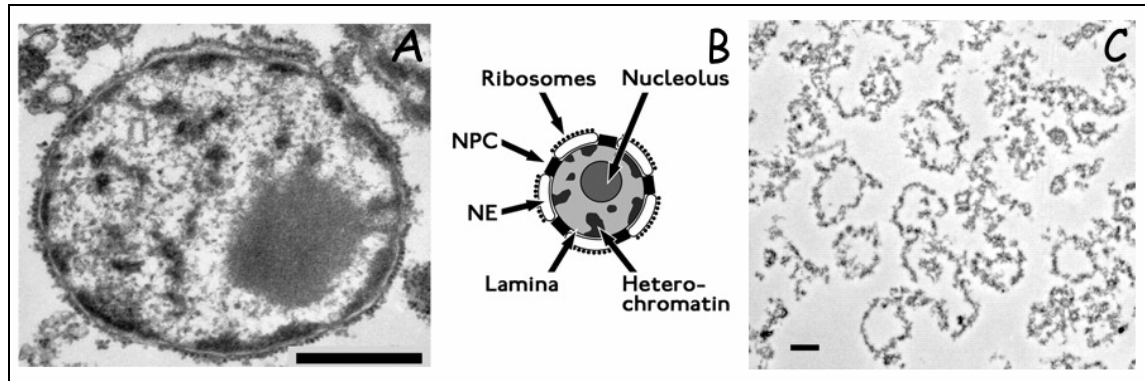 A
B
C
Ribosomes
Nucleolus
NPC
NE
Lamina
Hetero-
chromatin